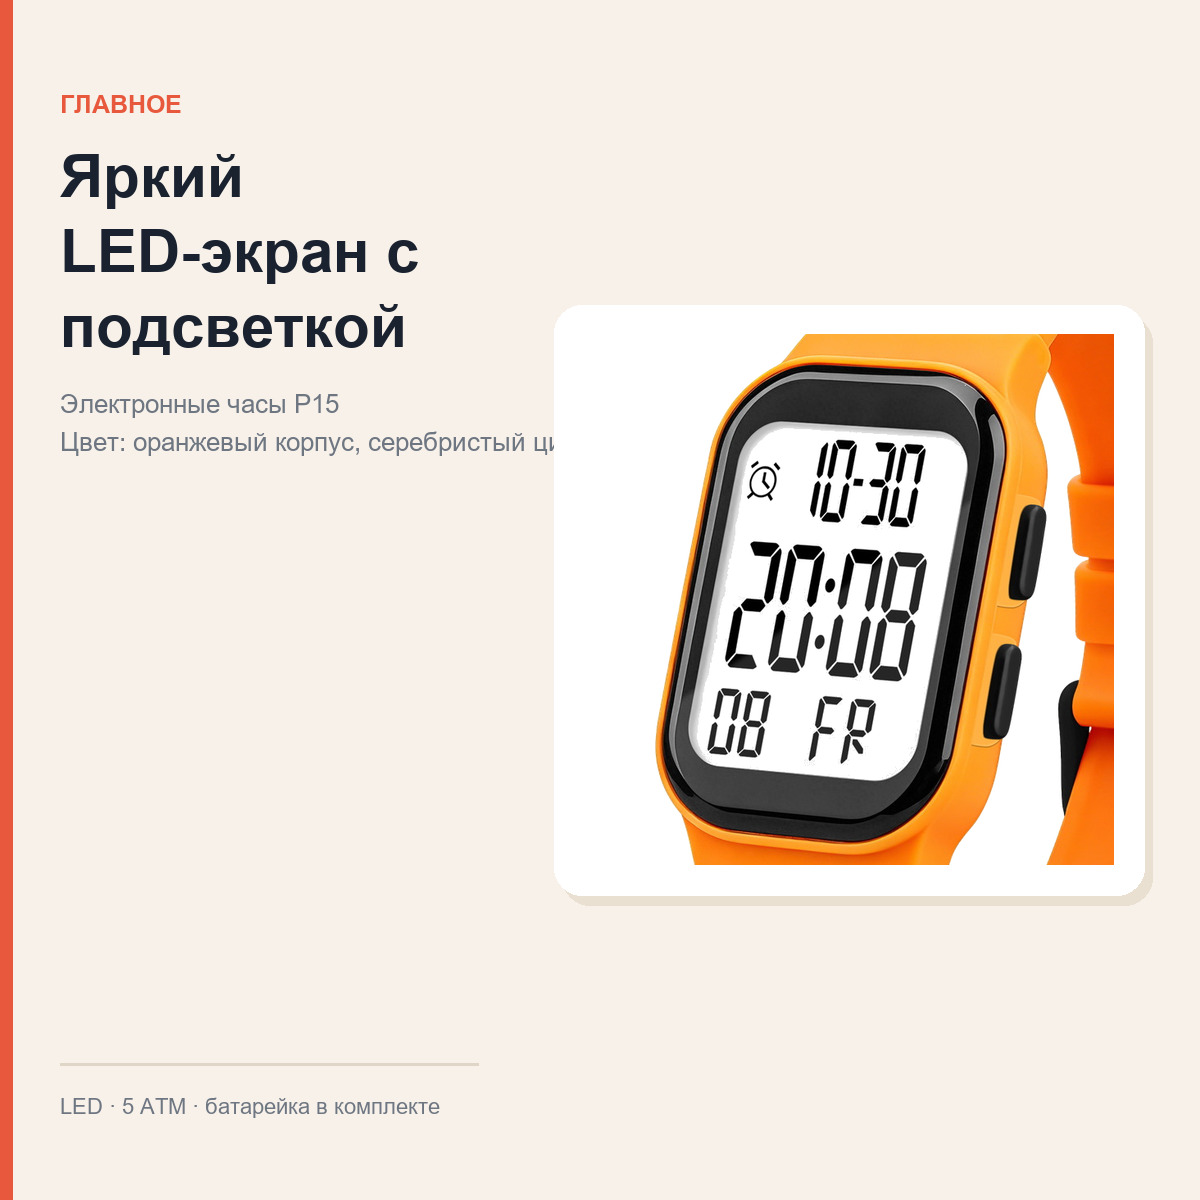 ГЛАВНОЕ
Яркий
LED-экран с
подсветкой
Электронные часы P15
Цвет: оранжевый корпус, серебристый
10-30
20:08
08 FR
LED · 5 ATM · батарейка в комплекте